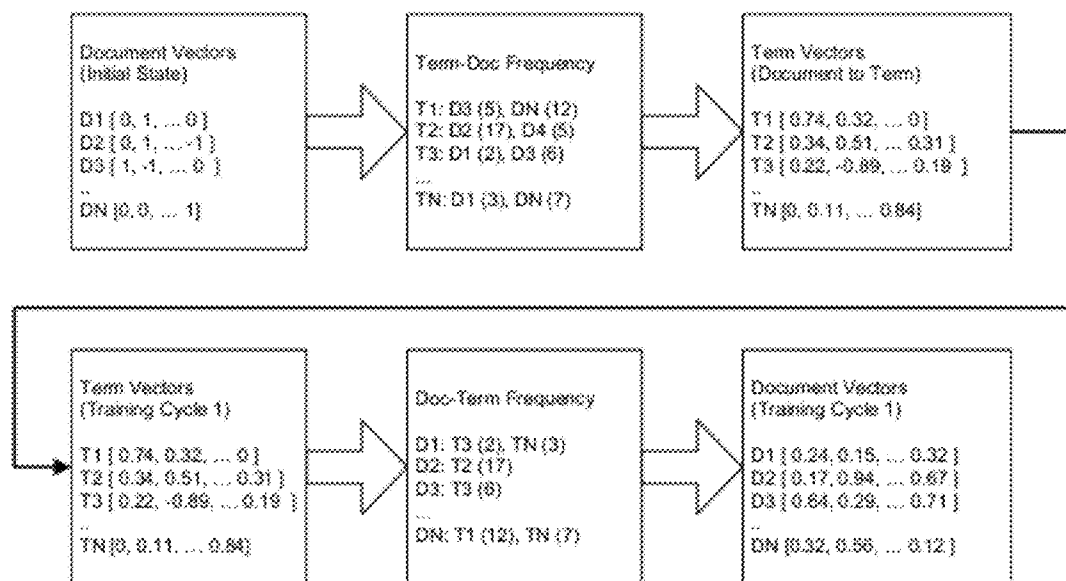 Document Vectors
(Initial State)
D1 [ 0, 1, ... 0 ]
D2 [ 0, 1, ... -1 ]
D3 [ 1, -1, ... 0 ]
..
DN [0, 0, ... 1]
Term-Doc Frequency
T1: D3 (5), DN (12)
T2: D2 (17), D4 (5)
T3: D1 (2), D3 (6)
...
TN: D1 (3), DN (7)
Term Vectors
(Document to Term)
T1 [ 0.74, 0.32, ... 0 ]
T2 [ 0.34, 0.51, ... 0.31 ]
T3 [ 0.22, -0.89, ... 0.19 ]
..
TN [0, 0.11, ... 0.84]
Term Vectors
(Training Cycle 1)
T1 [ 0.74, 0.32, ... 0 ]
T2 [ 0.34, 0.51, ... 0.31 ]
T3 [ 0.22, -0.89, ... 0.19 ]
..
TN [0, 0.11, ... 0.84]
Doc-Term Frequency
D1: T3 (2), TN (3)
D2: T2 (17)
D3: T3 (6)
...
DN: T1 (12), TN (7)
Document Vectors
(Training Cycle 1)
D1 [ 0.24, 0.15, ... 0.32 ]
D2 [ 0.17, 0.94, ... 0.67 ]
D3 [ 0.64, 0.29, ... 0.71 ]
..
DN [0.32, 0.56, ... 0.12 ]